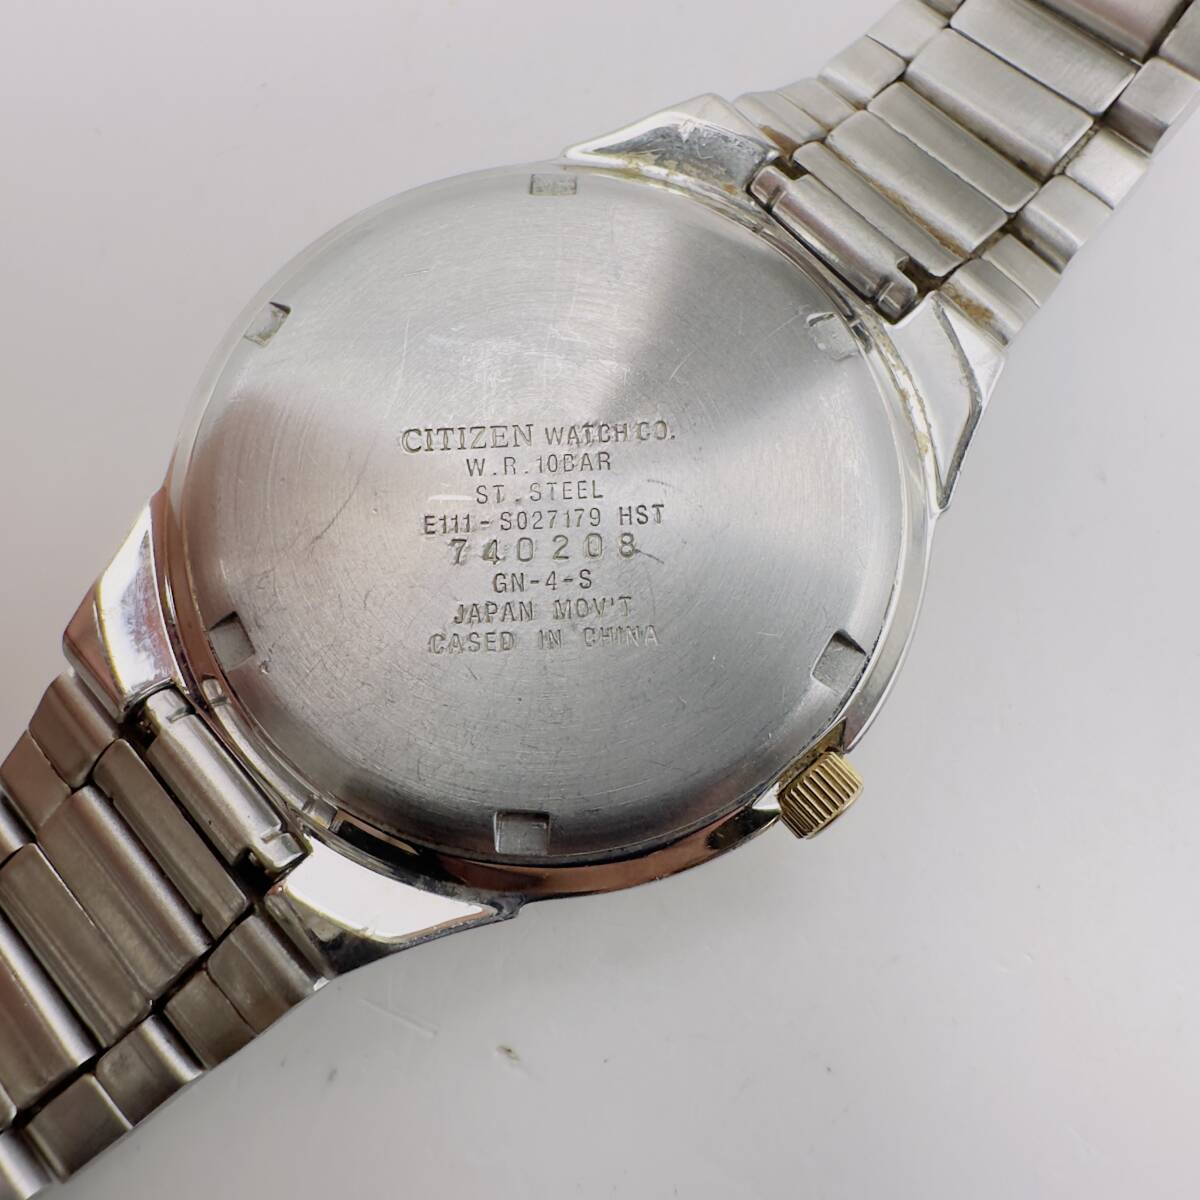 CITIZEN WATCH CO.
W.R.10BAR
ST.STEEL
E111-S027179 HST
740208
GN-4-S
JAPAN MOV'T
CASED IN CHINA